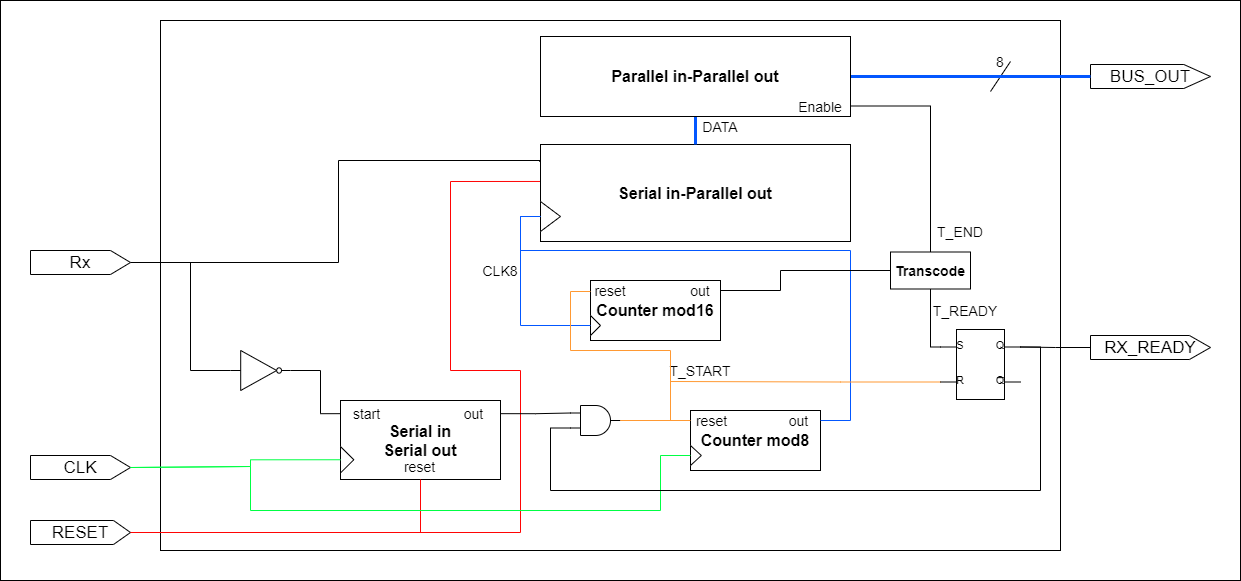 Parallel in-Parallel out
8
BUS_OUT
Enable
DATA
Serial in-Parallel out
T_END
Rx
CLK8
Transcode
reset
out
Counter mod16
T_READY
S
Q
RX_READY
T_START
R
Q
start
out
Serial in
Serial out
reset
reset
out
Counter mod8
CLK
RESET